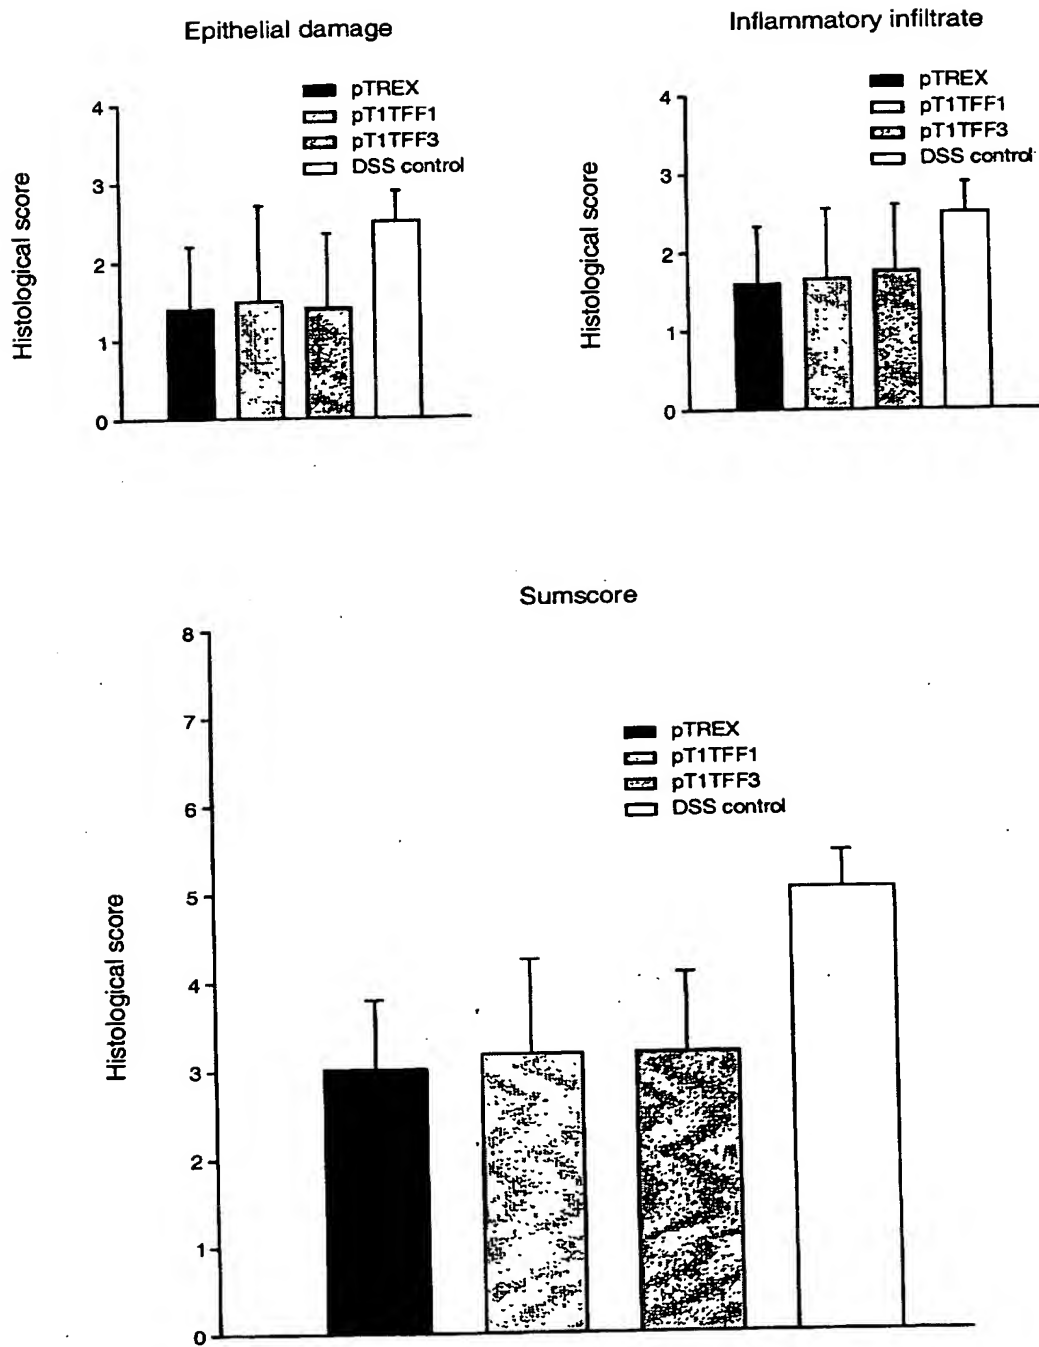 Epithelial damage
Histological score
4
3
2
1
0
pTREX
pT1TFF1
pT1TFF3
DSS control
Inflammatory infiltrate
Histological score
4
3
2
1
0
pTREX
pT1TFF1
pT1TFF3
DSS control
Sumscore
Histological score
8
7
6
5
4
3
2
1
0
pTREX
pT1TFF1
pT1TFF3
DSS control